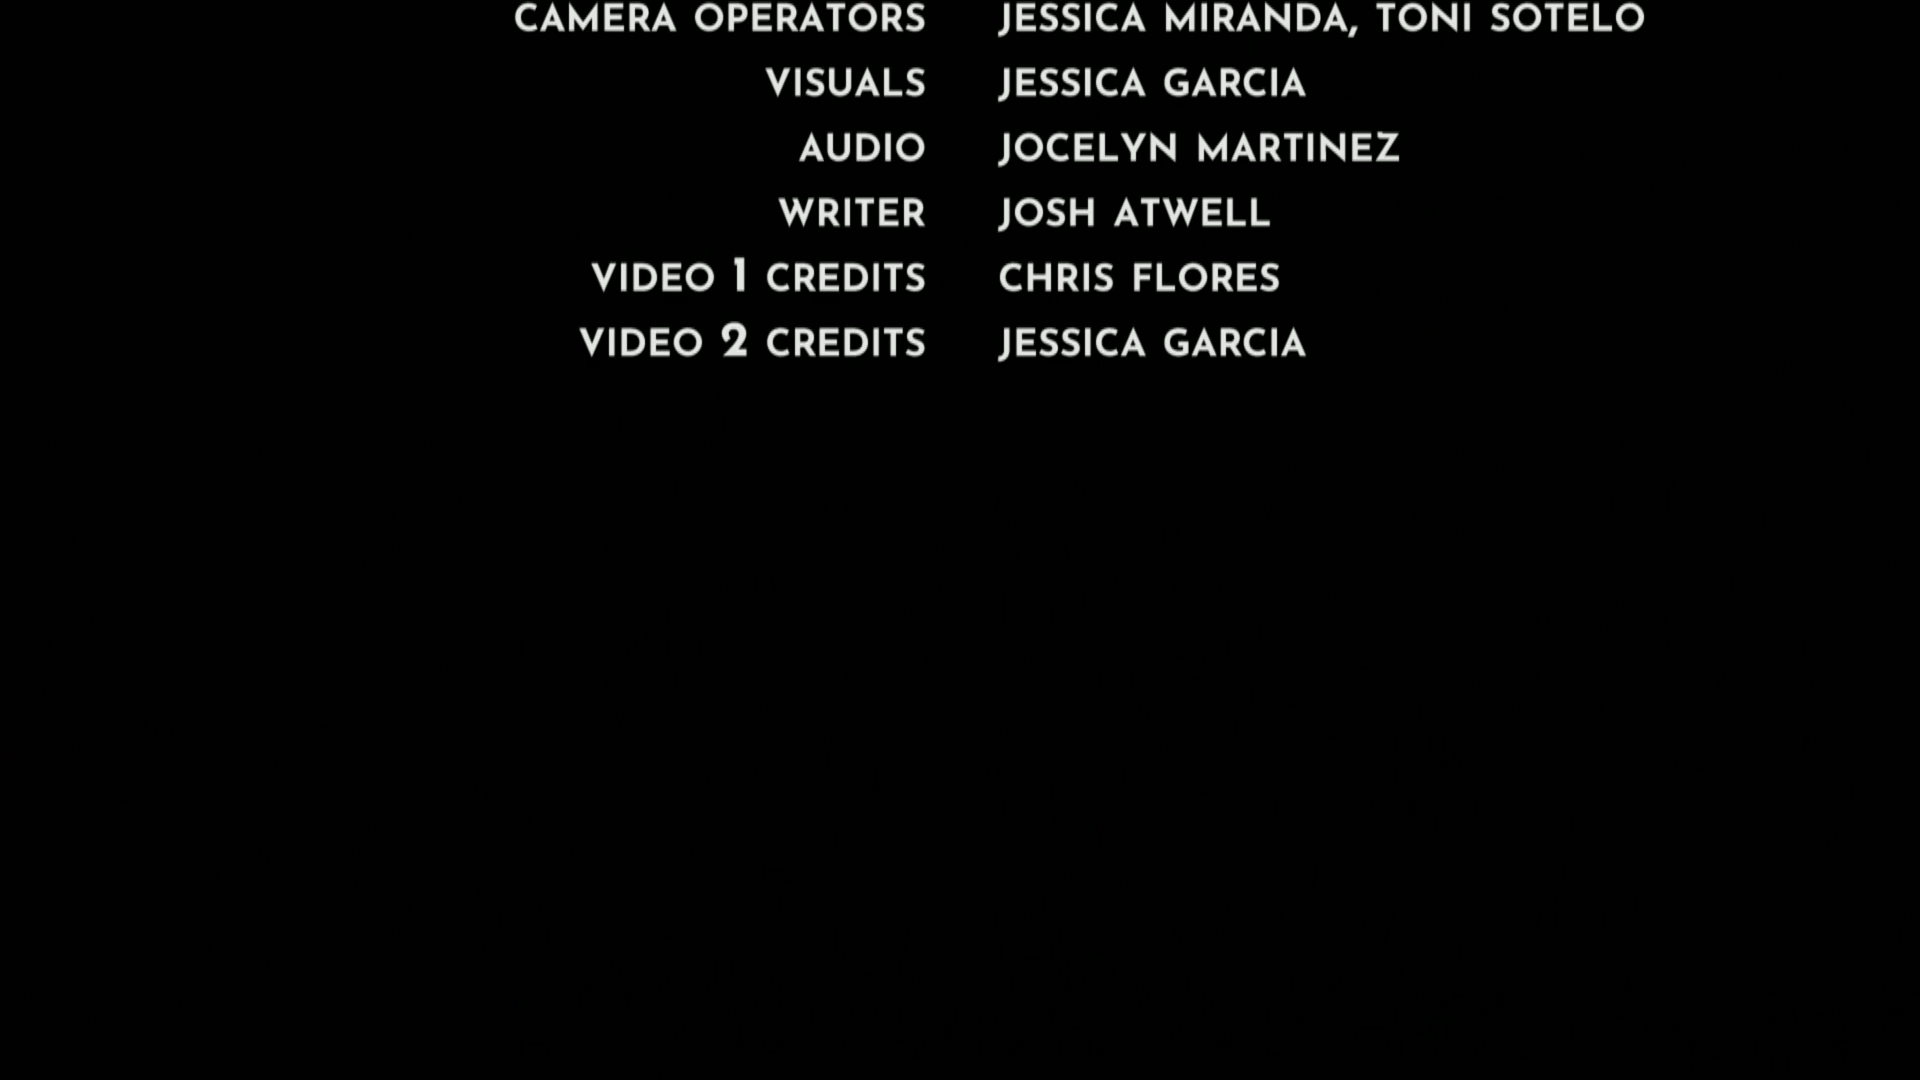 CAMERA OPERATORS JESSICA MIRANDA, TONI SOTELO
VISUALS JESSICA GARCIA
AUDIO JOCELYN MARTINEZ
WRITER JOSH ATWELL
VIDEO 1 CREDITS CHRIS FLORES
VIDEO 2 CREDITS JESSICA GARCIA